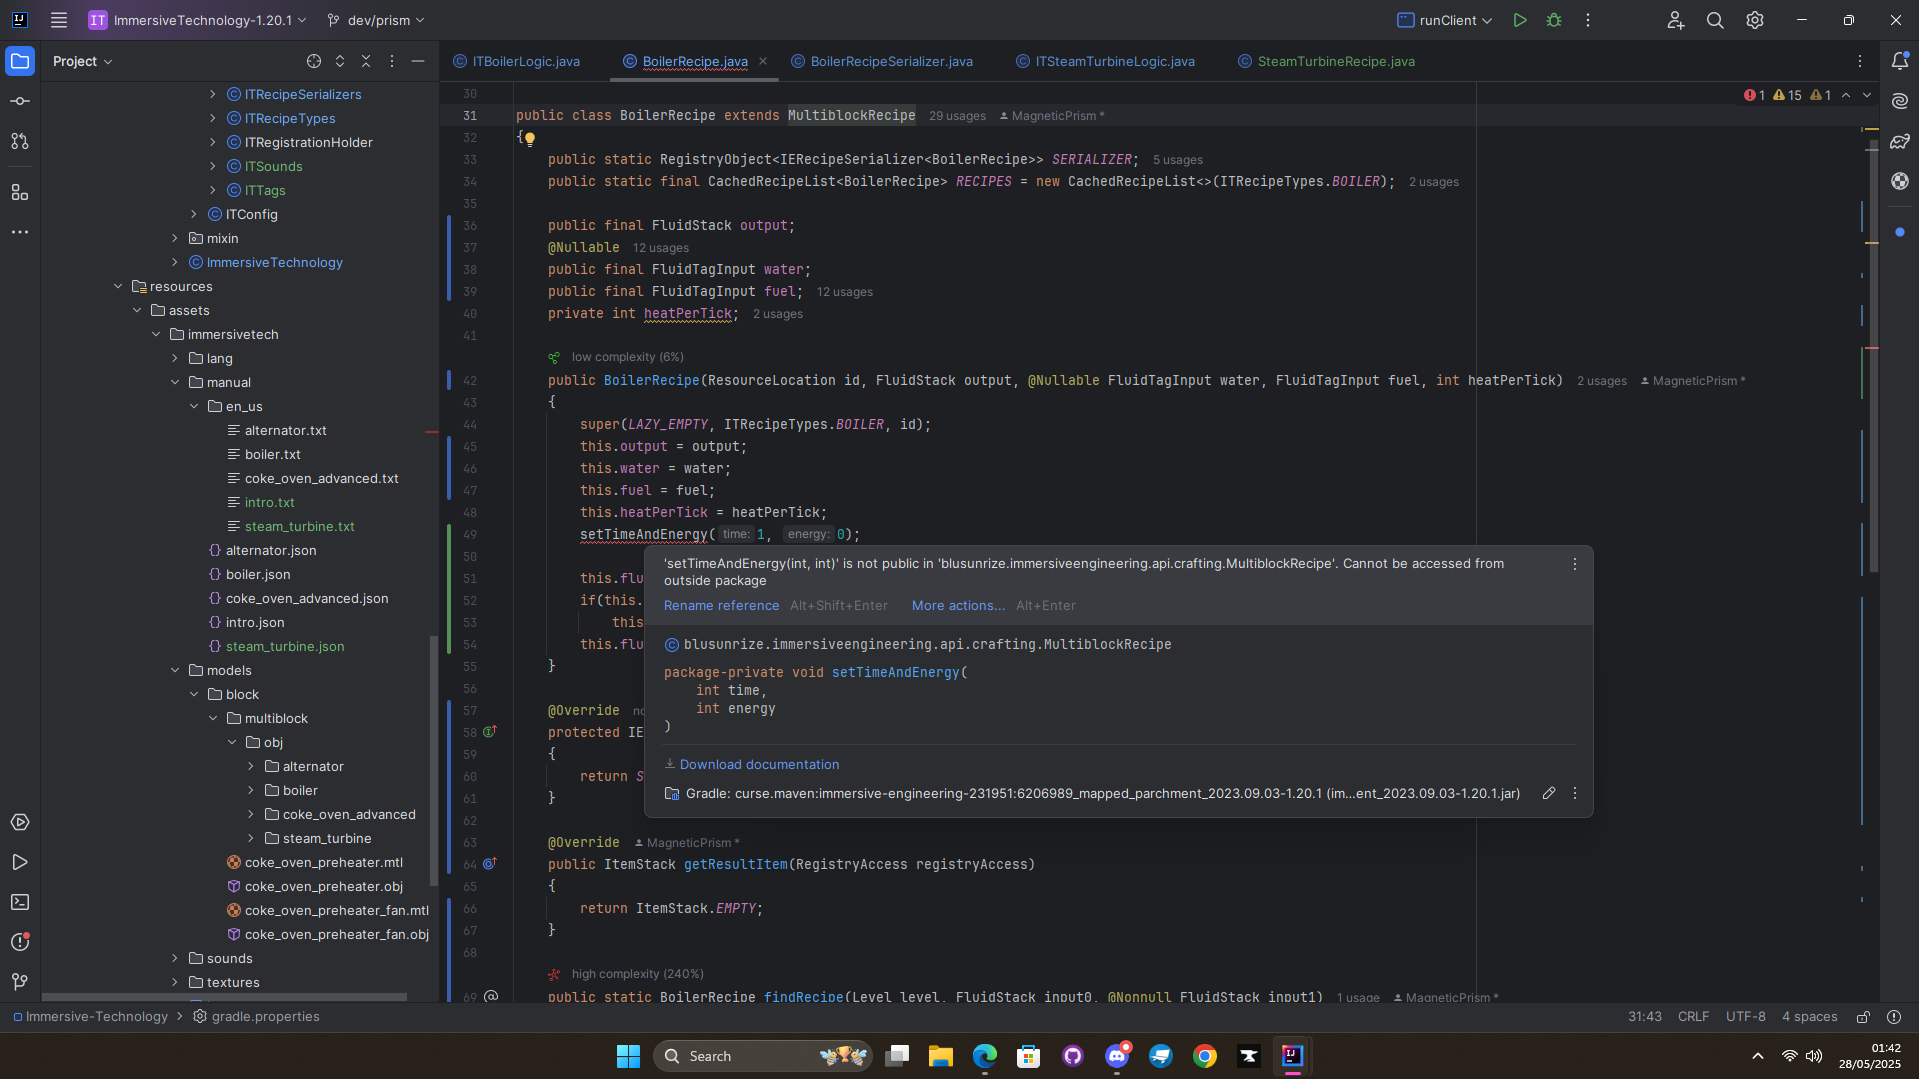 IJ
IT ImmersiveTechnology-1.20.1
dev/prism
runClient
Project
ITBoilerLogic.java
BoilerRecipe.java
BoilerRecipeSerializer.java
ITSteamTurbineLogic.java
SteamTurbineRecipe.java
ITRecipeSerializers
ITRecipeTypes
ITRegistrationHolder
ITSounds
ITTags
ITConfig
mixin
ImmersiveTechnology
resources
assets
immersivetech
lang
manual
en_us
alternator.txt
boiler.txt
coke_oven_advanced.txt
intro.txt
steam_turbine.txt
alternator.json
boiler.json
coke_oven_advanced.json
intro.json
steam_turbine.json
models
block
multiblock
obj
alternator
boiler
coke_oven_advanced
steam_turbine
coke_oven_preheater.mtl
coke_oven_preheater.obj
coke_oven_preheater_fan.mtl
coke_oven_preheater_fan.obj
sounds
textures
1 15 1
30
31 public class BoilerRecipe extends MultiblockRecipe 29 usages MagneticPrism *
32 {
33 public static RegistryObject<IERecipeSerializer<BoilerRecipe>> SERIALIZER; 5 usages
34 public static final CachedRecipeList<BoilerRecipe> RECIPES = new CachedRecipeList<>(ITRecipeTypes.BOILER); 2 usages
35
36 public final FluidStack output;
37 @Nullable 12 usages
38 public final FluidTagInput water;
39 public final FluidTagInput fuel; 12 usages
40 private int heatPerTick; 2 usages
41
low complexity (6%)
42 public BoilerRecipe(ResourceLocation id, FluidStack output, @Nullable FluidTagInput water, FluidTagInput fuel, int heatPerTick) 2 usages MagneticPrism *
43 {
44 super(LAZY_EMPTY, ITRecipeTypes.BOILER, id);
45 this.output = output;
46 this.water = water;
47 this.fuel = fuel;
48 this.heatPerTick = heatPerTick;
49 setTimeAndEnergy( time: 1, energy: 0);
50
51 this.flu
52 if(this.
53 this
54 this.flu
55 }
56
57 @Override no
58 protected IE
59 {
60 return S
61 }
62
63 @Override MagneticPrism *
64 public ItemStack getResultItem(RegistryAccess registryAccess)
65 {
66 return ItemStack.EMPTY;
67 }
68
high complexity (240%)
69 public static BoilerRecipe findRecipe(Level level, FluidStack input0, @Nonnull FluidStack input1) 1 usage MagneticPrism *
'setTimeAndEnergy(int, int)' is not public in 'blusunrize.immersiveengineering.api.crafting.MultiblockRecipe'. Cannot be accessed from
outside package
Rename reference Alt+Shift+Enter More actions... Alt+Enter
blusunrize.immersiveengineering.api.crafting.MultiblockRecipe
package-private void setTimeAndEnergy(
int time,
int energy
)
Download documentation
Gradle: curse.maven:immersive-engineering-231951:6206989_mapped_parchment_2023.09.03-1.20.1 (im...ent_2023.09.03-1.20.1.jar)
Immersive-Technology > gradle.properties
31:43 CRLF UTF-8 4 spaces
Search
01:42
28/05/2025